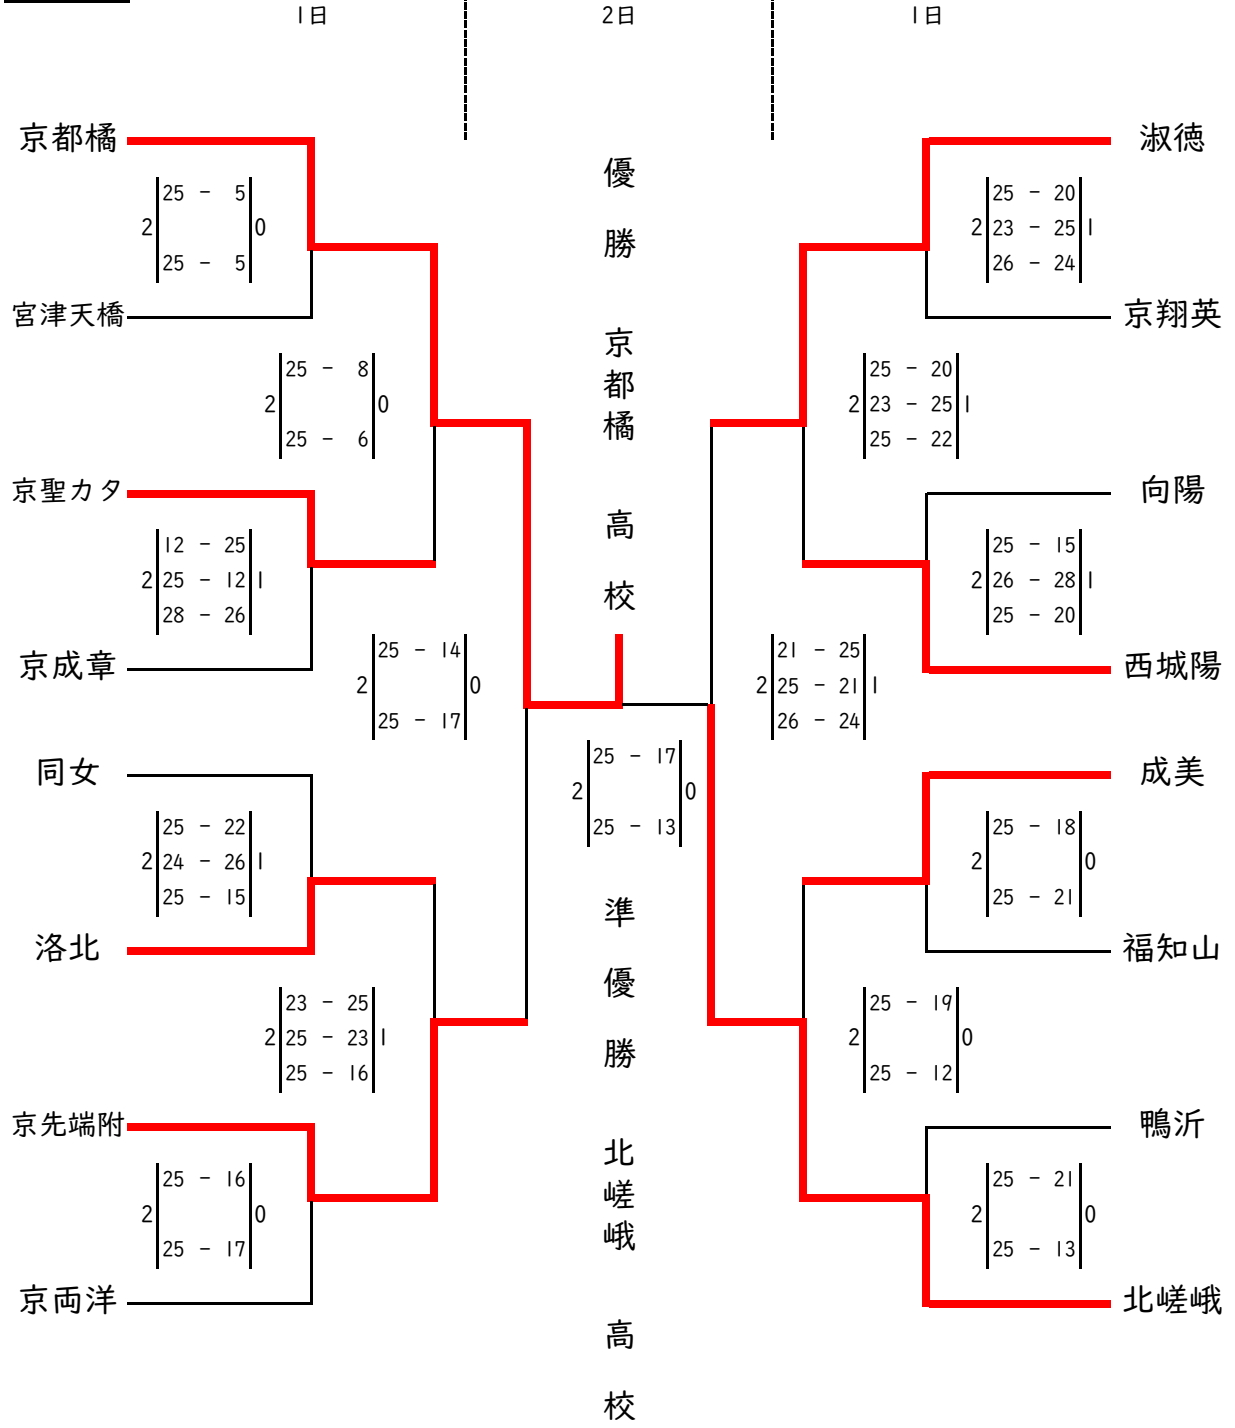 1日 2日 1日
京都橘
25 - 5
2 0
25 - 5
宮津天橋
25 - 8
2 0
25 - 6
京聖カタ
12 - 25
2 25 - 12 1
28 - 26
京成章
25 - 14
2 0
25 - 17
同女
25 - 22
2 24 - 26 1
25 - 15
洛北
23 - 25
2 25 - 23 1
25 - 16
京先端附
25 - 16
2 0
25 - 17
京両洋
優勝 京都橘 高校
25 - 17
2 0
25 - 13
準優勝 北嵯峨 高校
淑徳
25 - 20
2 23 - 25 1
26 - 24
京翔英
25 - 20
2 23 - 25 1
25 - 22
向陽
25 - 15
2 26 - 28 1
25 - 20
西城陽
21 - 25
2 25 - 21 1
26 - 24
成美
25 - 18
2 0
25 - 21
福知山
25 - 19
2 0
25 - 12
鴨沂
25 - 21
2 0
25 - 13
北嵯峨